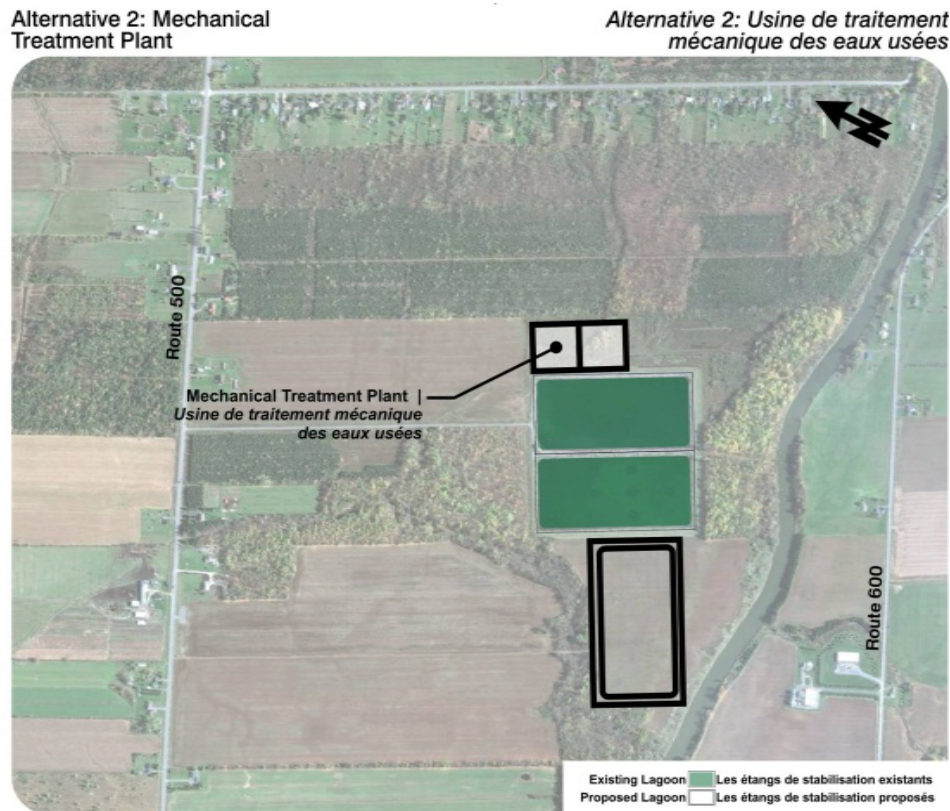 Alternative 2: Mechanical
Treatment Plant
Alternative 2: Usine de traitement
mécanique des eaux usées
N
Route 500
Mechanical Treatment Plant |
Usine de traitement mécanique
des eaux usées
Route 600
Existing Lagoon Les étangs de stabilisation existants
Proposed Lagoon Les étangs de stabilisation proposés